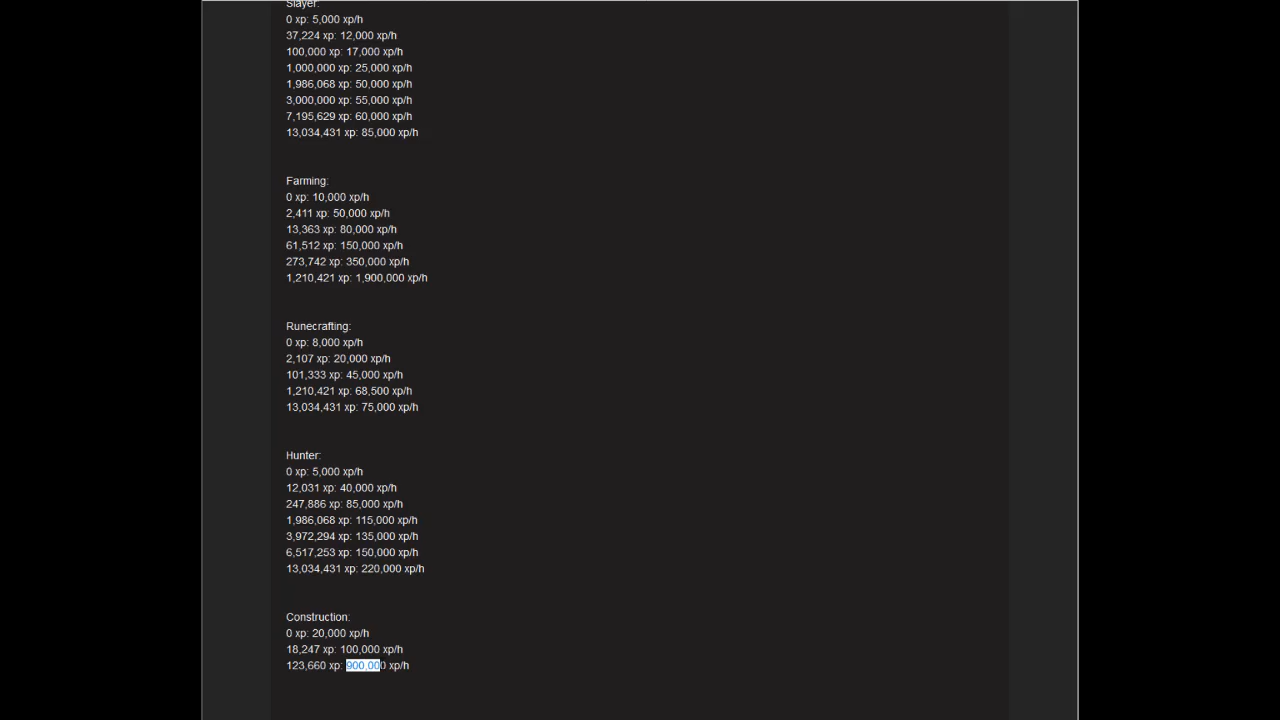 Slayer:
0 xp: 5,000 xp/h
37,224 xp: 12,000 xp/h
100,000 xp: 17,000 xp/h
1,000,000 xp: 25,000 xp/h
1,986,068 xp: 50,000 xp/h
3,000,000 xp: 55,000 xp/h
7,195,629 xp: 60,000 xp/h
13,034,431 xp: 85,000 xp/h
Farming:
0 xp: 10,000 xp/h
2,411 xp: 50,000 xp/h
13,363 xp: 80,000 xp/h
61,512 xp: 150,000 xp/h
273,742 xp: 350,000 xp/h
1,210,421 xp: 1,900,000 xp/h
Runecrafting:
0 xp: 8,000 xp/h
2,107 xp: 20,000 xp/h
101,333 xp: 45,000 xp/h
1,210,421 xp: 68,500 xp/h
13,034,431 xp: 75,000 xp/h
Hunter:
0 xp: 5,000 xp/h
12,031 xp: 40,000 xp/h
247,886 xp: 85,000 xp/h
1,986,068 xp: 115,000 xp/h
3,972,294 xp: 135,000 xp/h
6,517,253 xp: 150,000 xp/h
13,034,431 xp: 220,000 xp/h
Construction:
0 xp: 20,000 xp/h
18,247 xp: 100,000 xp/h
123,660 xp: 900,000 xp/h